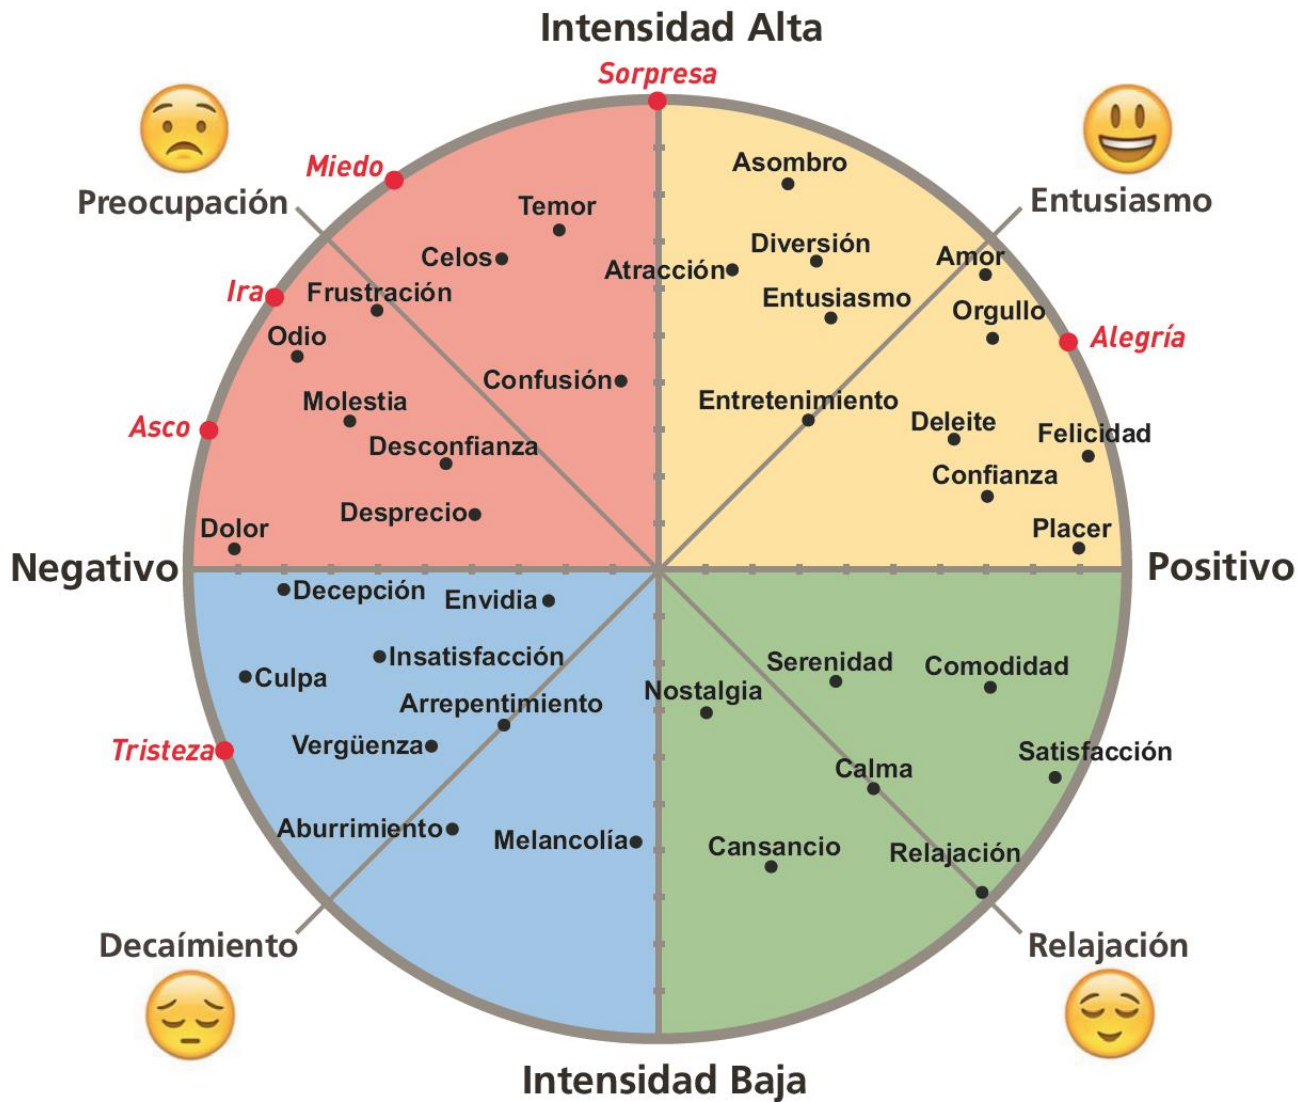 Intensidad Alta
Sorpresa
Miedo
Preocupación
Asombro
Entusiasmo
Temor
Diversión
Celos
Atracción
Amor
Ira
Frustración
Entusiasmo
Orgullo
Odio
Alegría
Confusión
Molestia
Entretenimiento
Asco
Deleite
Felicidad
Desconfianza
Confianza
Desprecio
Dolor
Placer
Negativo
Positivo
Decepción
Envidia
Insatisfacción
Serenidad
Comodidad
Culpa
Nostalgia
Arrepentimiento
Vergüenza
Tristeza
Satisfacción
Calma
Aburrimiento
Melancolía
Cansancio
Relajación
Decaímiento
Relajación
Intensidad Baja